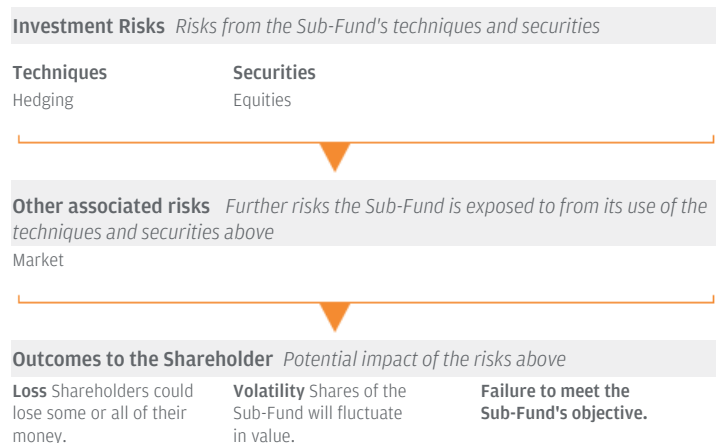 Investment Risks Risks from the Sub-Fund's techniques and securities
Techniques
Hedging
Securities
Equities
Other associated risks Further risks the Sub-Fund is exposed to from its use of the
techniques and securities above
Market
Outcomes to the Shareholder Potential impact of the risks above
Loss Shareholders could
lose some or all of their
money.
Volatility Shares of the
Sub-Fund will fluctuate
in value.
Failure to meet the
Sub-Fund's objective.